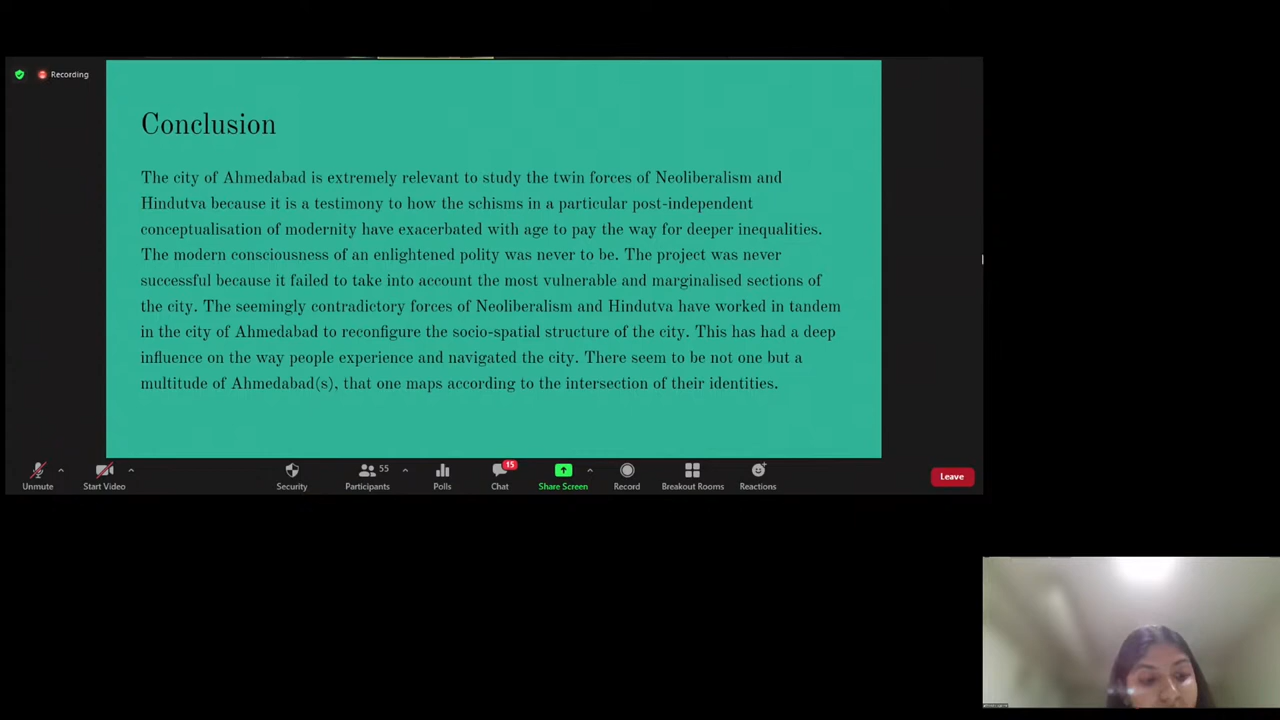 Recording
Conclusion
The city of Ahmedabad is extremely relevant to study the twin forces of Neoliberalism and
Hindutva because it is a testimony to how the schisms in a particular post-independent
conceptualisation of modernity have exacerbated with age to pay the way for deeper inequalities.
The modern consciousness of an enlightened polity was never to be. The project was never
successful because it failed to take into account the most vulnerable and marginalised sections of
the city. The seemingly contradictory forces of Neoliberalism and Hindutva have worked in tandem
in the city of Ahmedabad to reconfigure the socio-spatial structure of the city. This has had a deep
influence on the way people experience and navigated the city. There seem to be not one but a
multitude of Ahmedabad(s), that one maps according to the intersection of their identities.
55
15
Unmute Start Video Security Participants Polls Chat Share Screen Record Breakout Rooms Reactions Leave